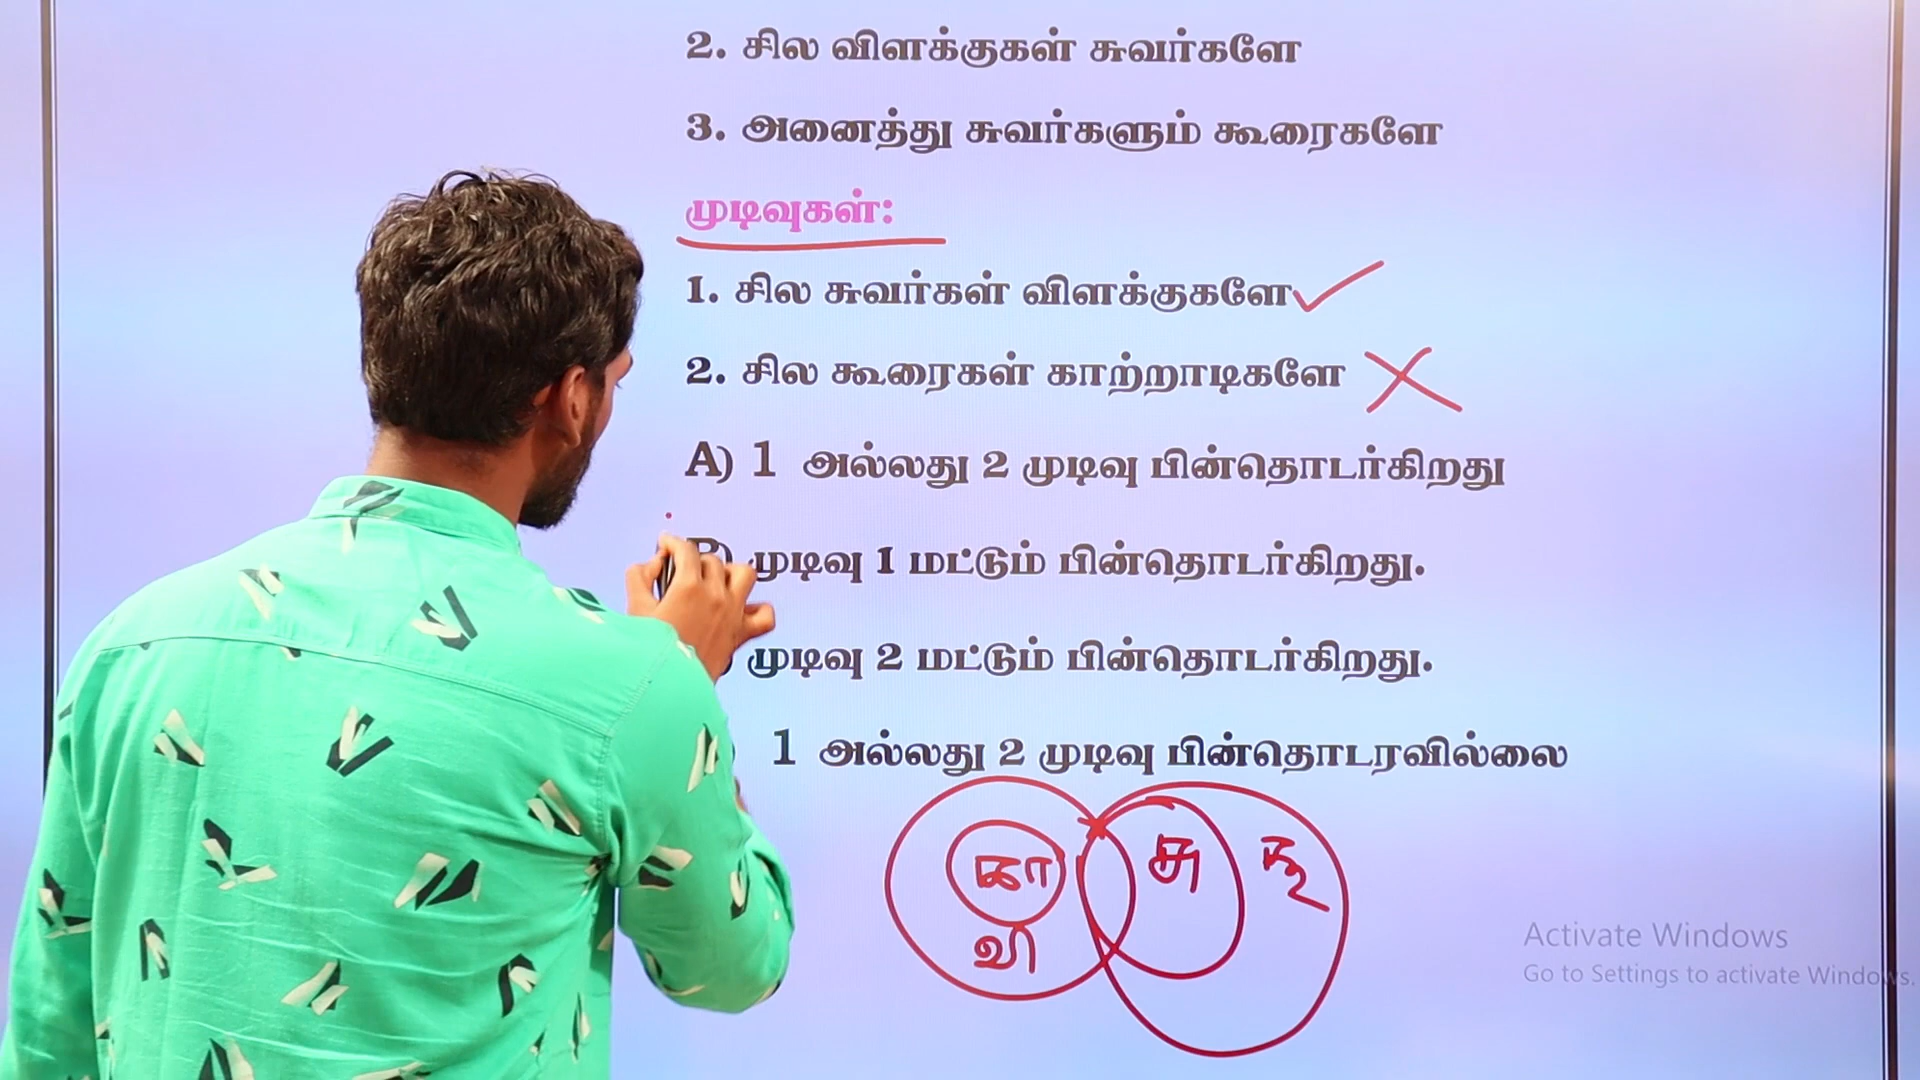 2. சில விளக்குகள் சுவர்களே
3. அனைத்து சுவர்களும் கூரைகளே
முடிவுகள்:
1. சில சுவர்கள் விளக்குகளே
2. சில கூரைகள் காற்றாடிகளே
A) 1 அல்லது 2 முடிவு பின்தொடர்கிறது
B) முடிவு 1 மட்டும் பின்தொடர்கிறது.
முடிவு 2 மட்டும் பின்தொடர்கிறது.
1 அல்லது 2 முடிவு பின்தொடரவில்லை
கா சு கூ
வி
Activate Windows
Go to Settings to activate Windows.